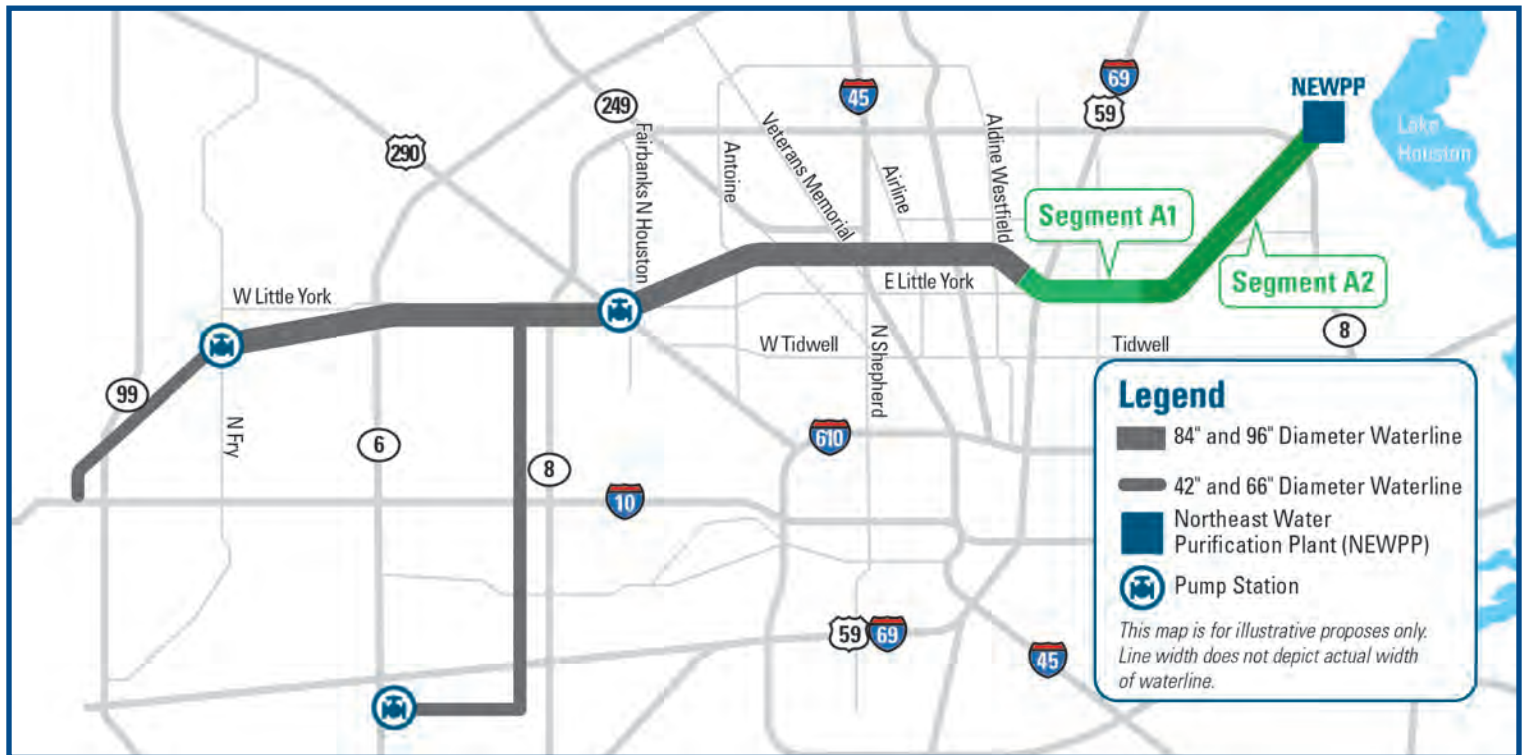 NEWPP
69
45
59
249
Lake
Houston
290
Fairbanks N Houston
Antoine
Veterans Memorial
Airline
Aldine Westfield
Segment A1
Segment A2
E Little York
W Little York
8
W Tidwell
Tidwell
N Shepherd
99
N Fry
6
8
610
10
59
69
45
Legend
84" and 96" Diameter Waterline
42" and 66" Diameter Waterline
Northeast Water
Purification Plant (NEWPP)
Pump Station
This map is for illustrative proposes only.
Line width does not depict actual width
of waterline.